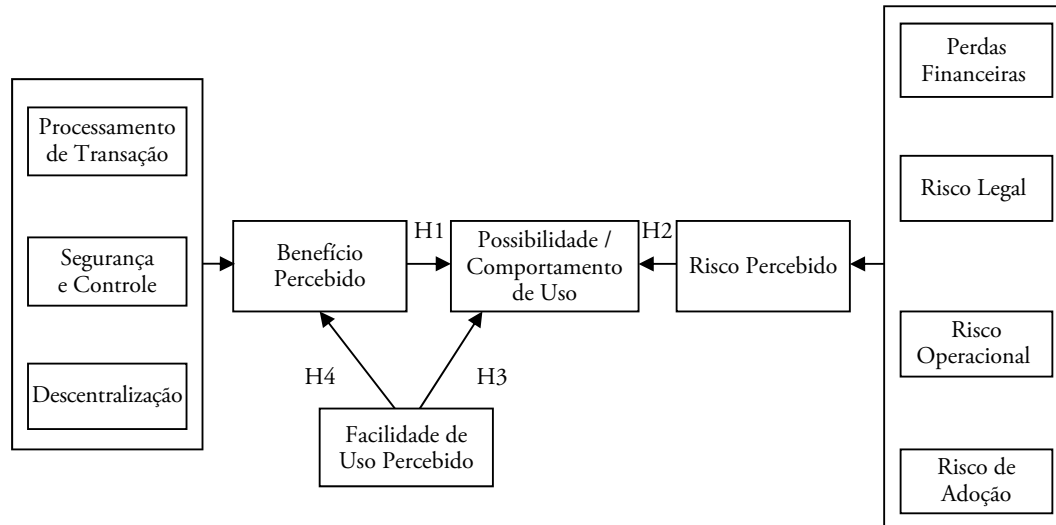 Processamento
de Transação
Segurança
e Controle
Descentralização
Benefício
Percebido
H1
Possibilidade /
Comportamento
de Uso
H2
Risco Percebido
H4
H3
Facilidade de
Uso Percebido
Perdas
Financeiras
Risco Legal
Risco
Operacional
Risco de
Adoção